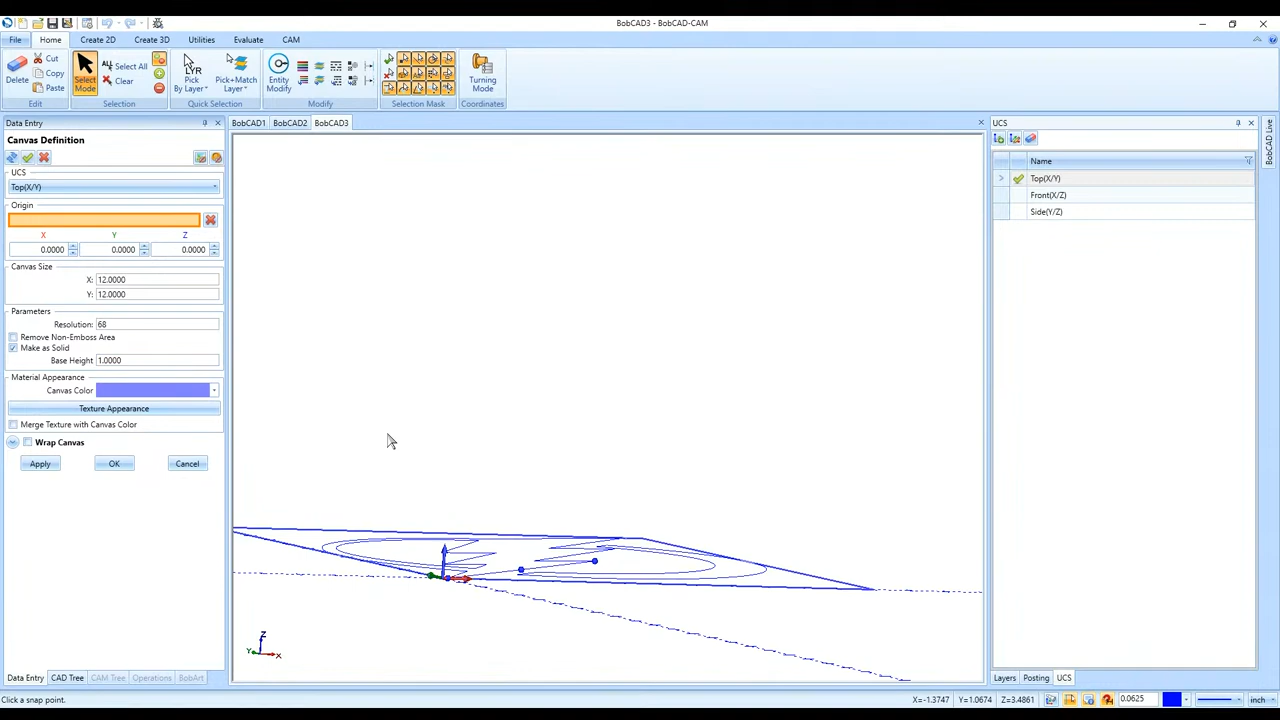 BobCAD3 - BobCAD-CAM
File Home Create 2D Create 3D Utilities Evaluate CAM
Delete Cut Copy Paste Select Mode Select All Clear LYR Pick By Layer Pick+Match Layer Entity Modify Turning Mode
Edit Selection Quick Selection Modify Selection Mask Coordinates
Data Entry
BobCAD1 BobCAD2 BobCAD3
UCS
BobCAD Live
Canvas Definition
UCS
Top(X/Y)
Origin
X Y Z
0.0000 0.0000 0.0000
Canvas Size
X: 12.0000
Y: 12.0000
Parameters
Resolution: 68
Remove Non-Emboss Area
Make as Solid
Base Height 1.0000
Material Appearance
Canvas Color
Texture Appearance
Merge Texture with Canvas Color
Wrap Canvas
Apply OK Cancel
Name
Top(X/Y)
Front(X/Z)
Side(Y/Z)
Z
Y X
Data Entry CAD Tree CAM Tree Operations BobArt
Layers Posting UCS
Click a snap point.
X=-1.3747 Y=1.0674 Z=3.4861 0.0625 inch